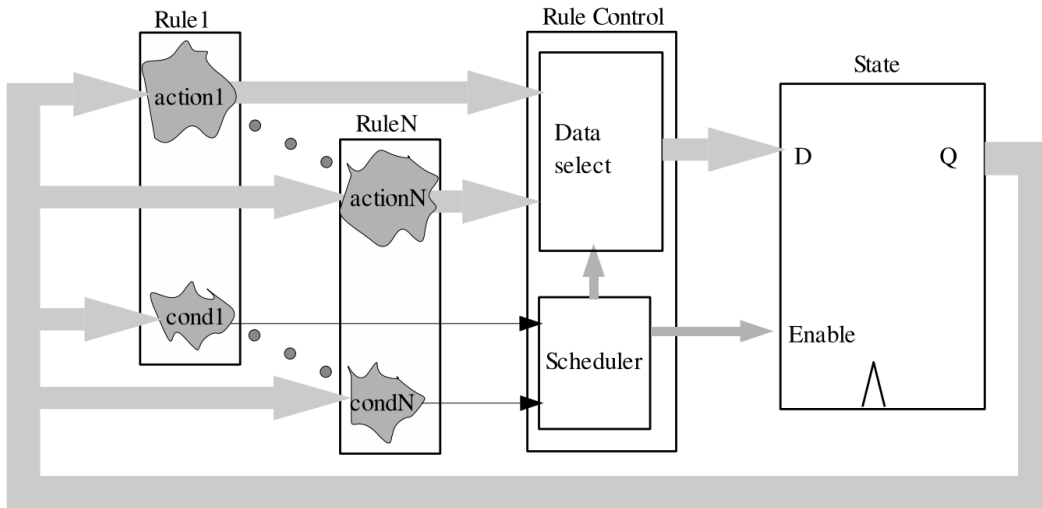 Rule1
Rule Control
State
action1
RuleN
Data
select
D
Q
actionN
cond1
Enable
Scheduler
condN